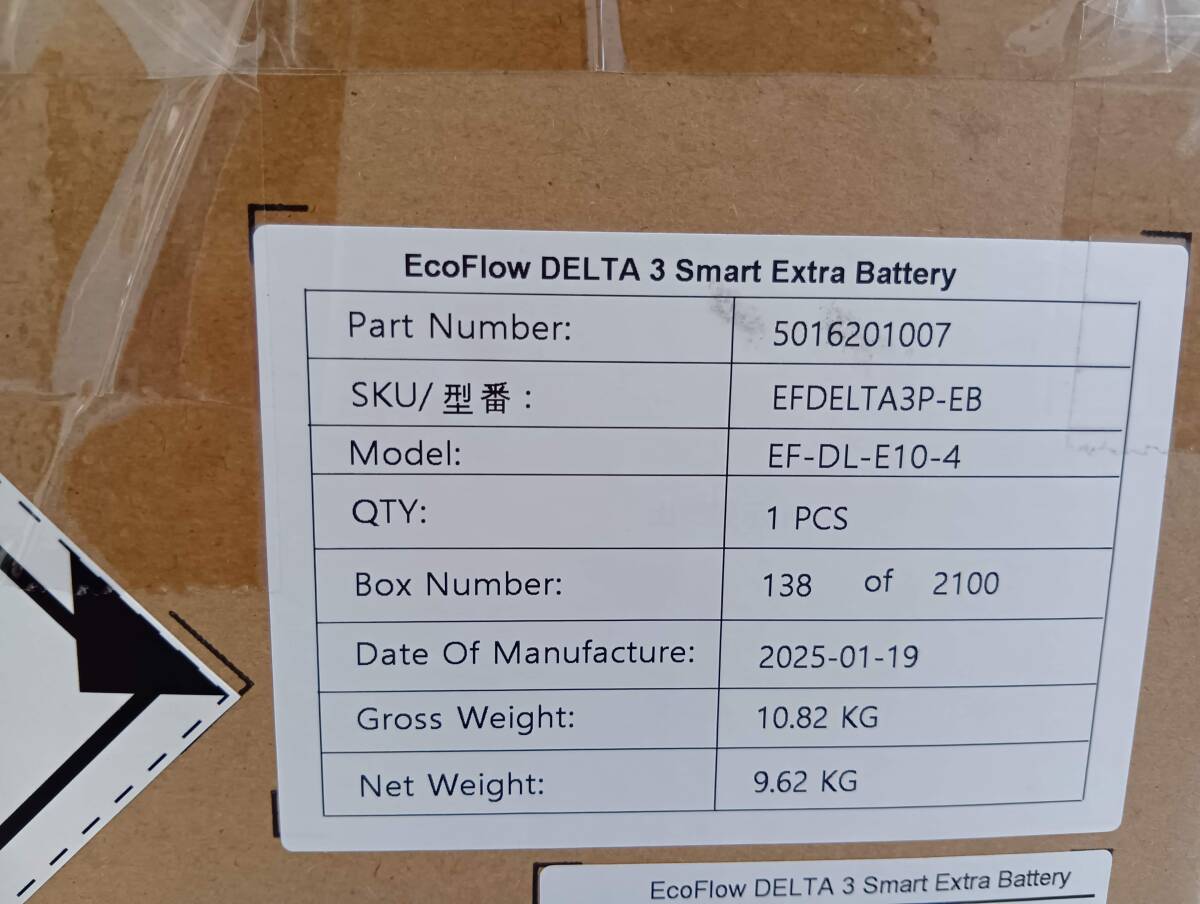 EcoFlow DELTA 3 Smart Extra Battery
Part Number: 5016201007
SKU/型番: EFDELTA3P-EB
Model: EF-DL-E10-4
QTY: 1 PCS
Box Number: 138 of 2100
Date Of Manufacture: 2025-01-19
Gross Weight: 10.82 KG
Net Weight: 9.62 KG
EcoFlow DELTA 3 Smart Extra Battery